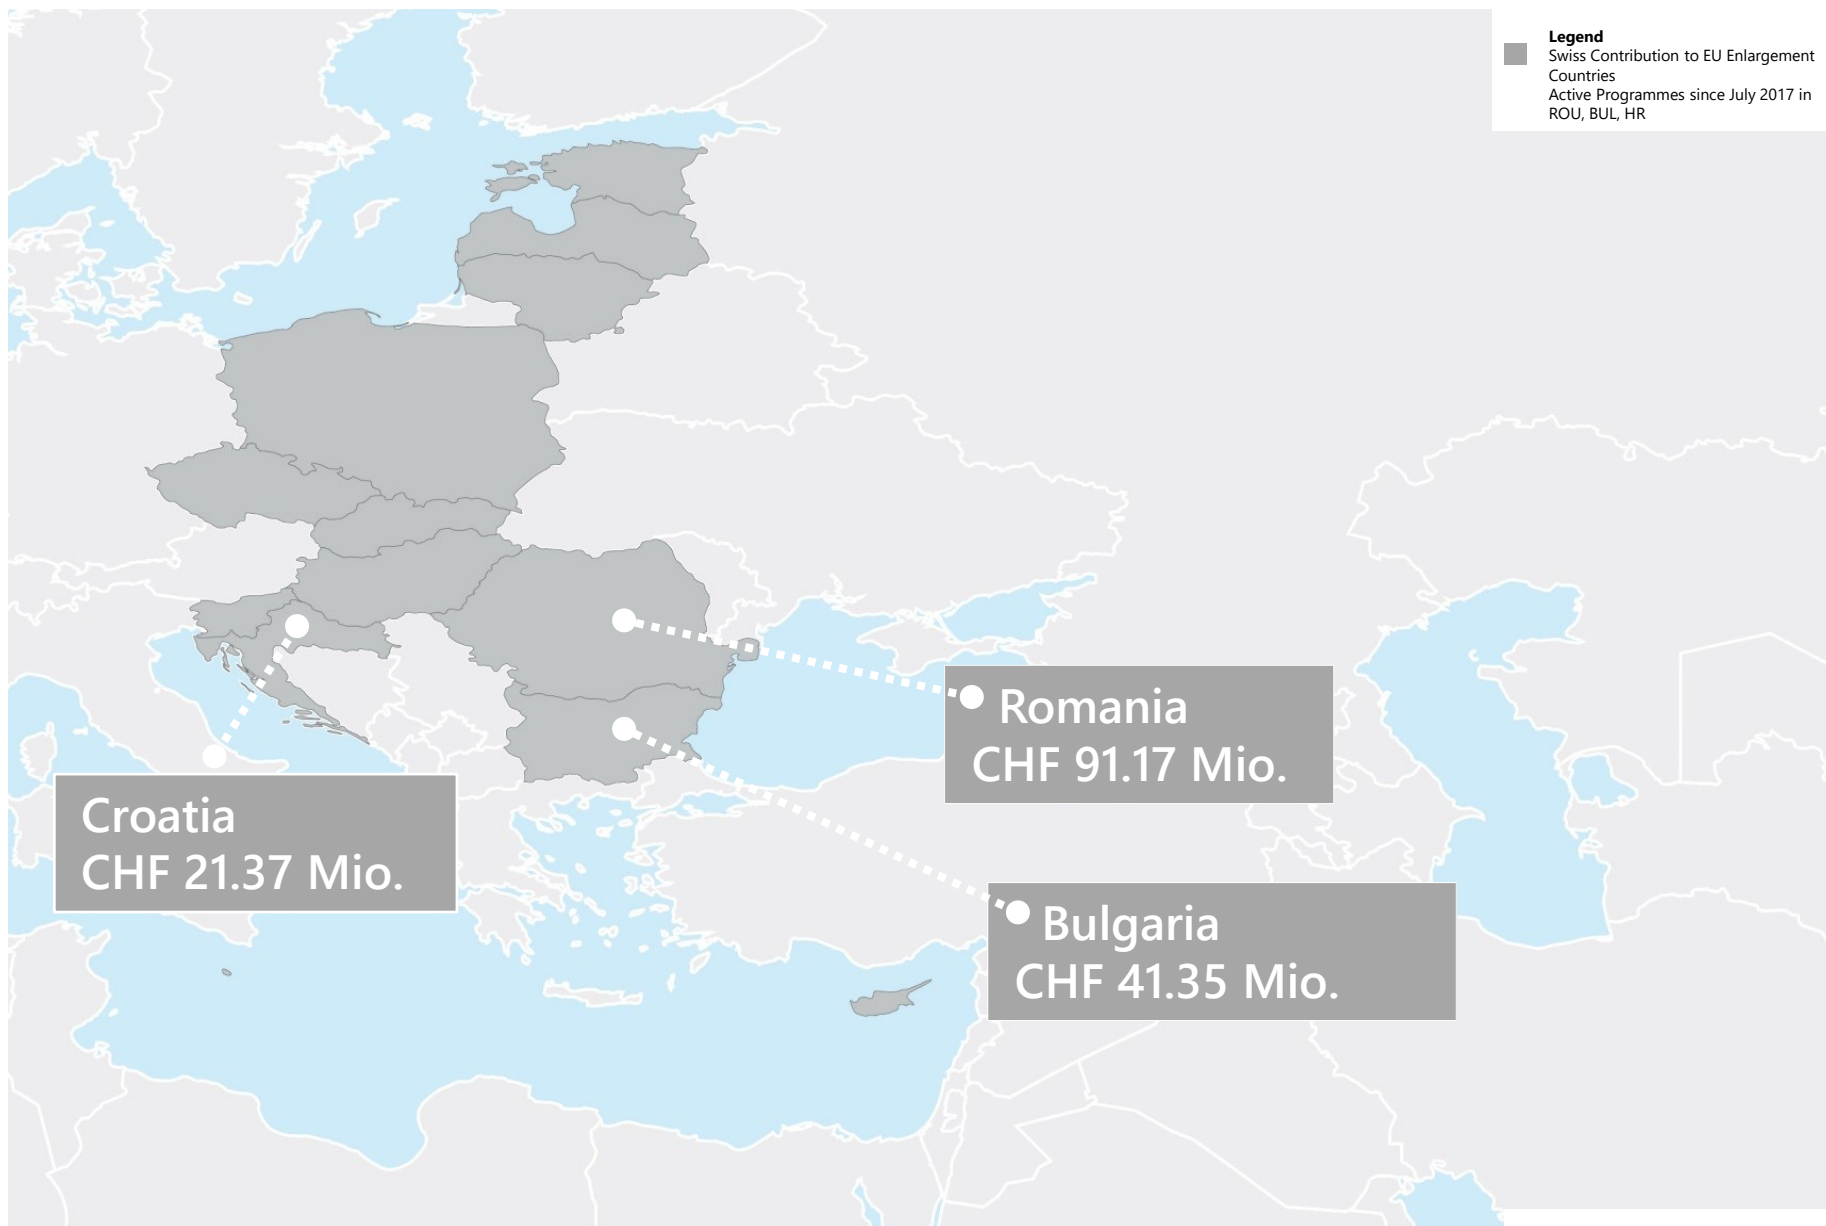 Legend
Swiss Contribution to EU Enlargement
Countries
Active Programmes since July 2017 in
ROU, BUL, HR
Romania
CHF 91.17 Mio.
Croatia
CHF 21.37 Mio.
Bulgaria
CHF 41.35 Mio.